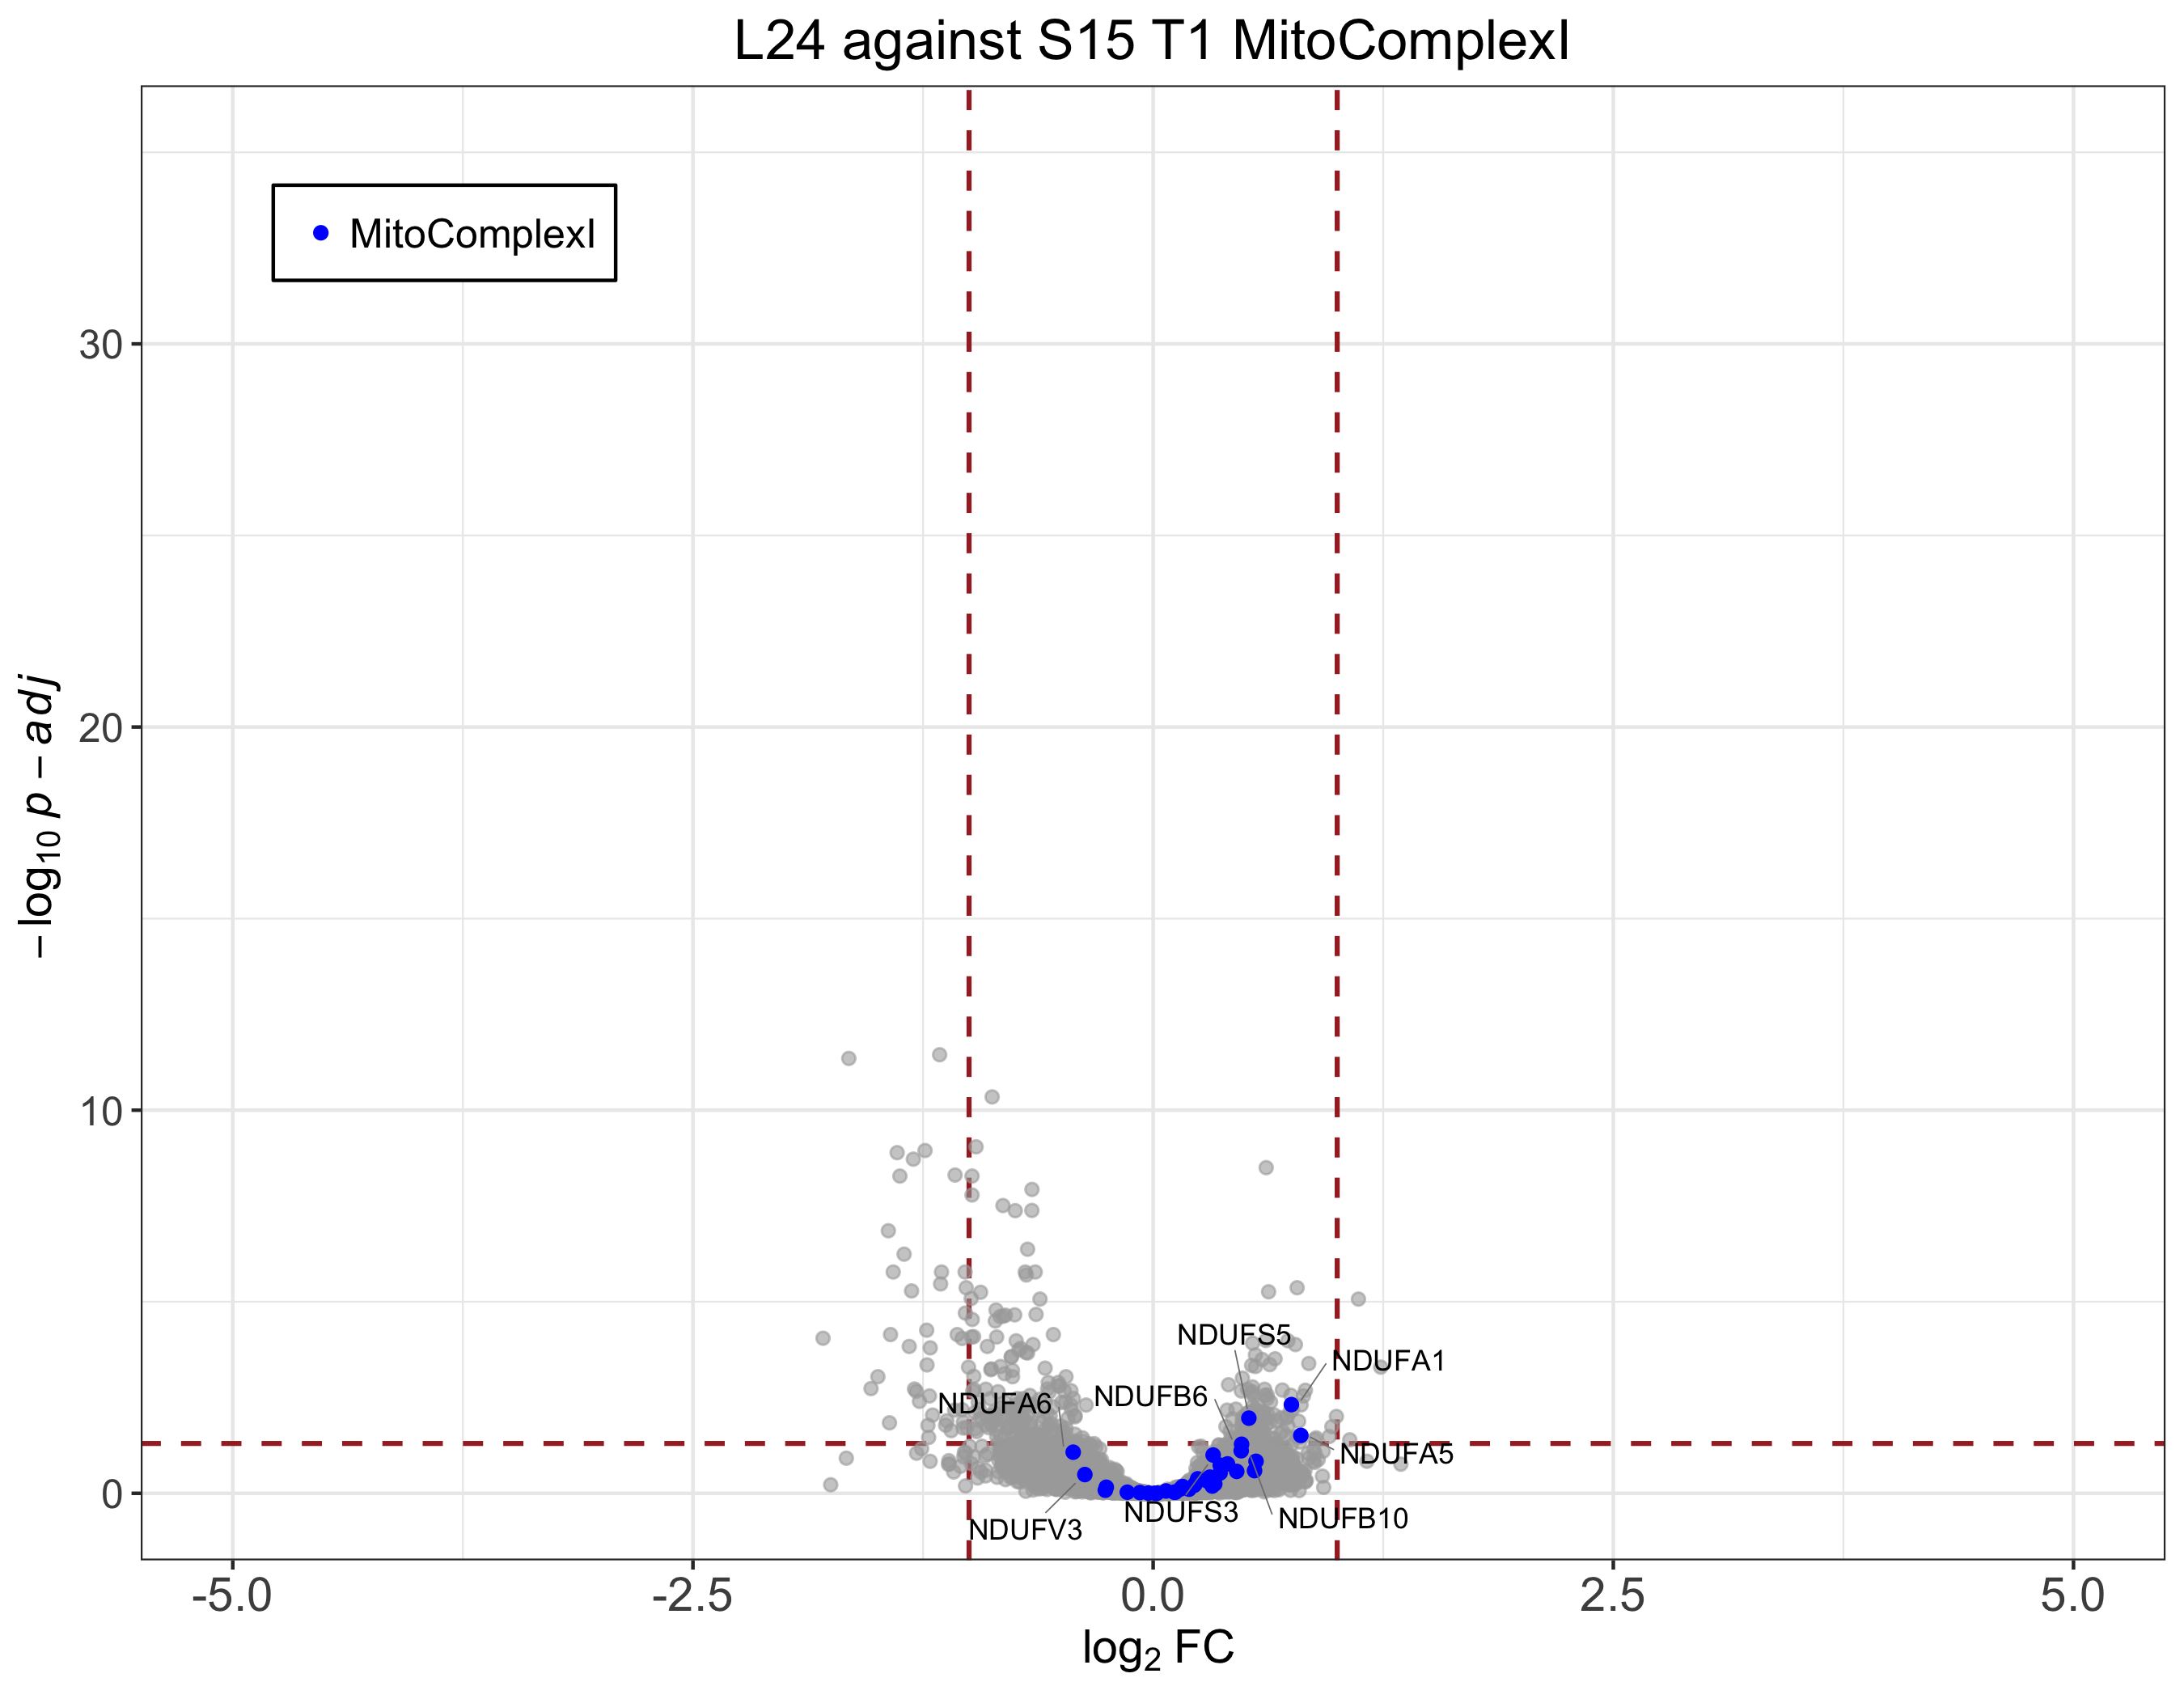 L24 against S15 T1 MitoComplexI
MitoComplexI
30
20
10
0
−log10 p − adj
NDUFS5
NDUFA1
NDUFB6
NDUFA6
NDUFA5
NDUFS3
NDUFB10
NDUFV3
-5.0
-2.5
0.0
2.5
5.0
log2 FC